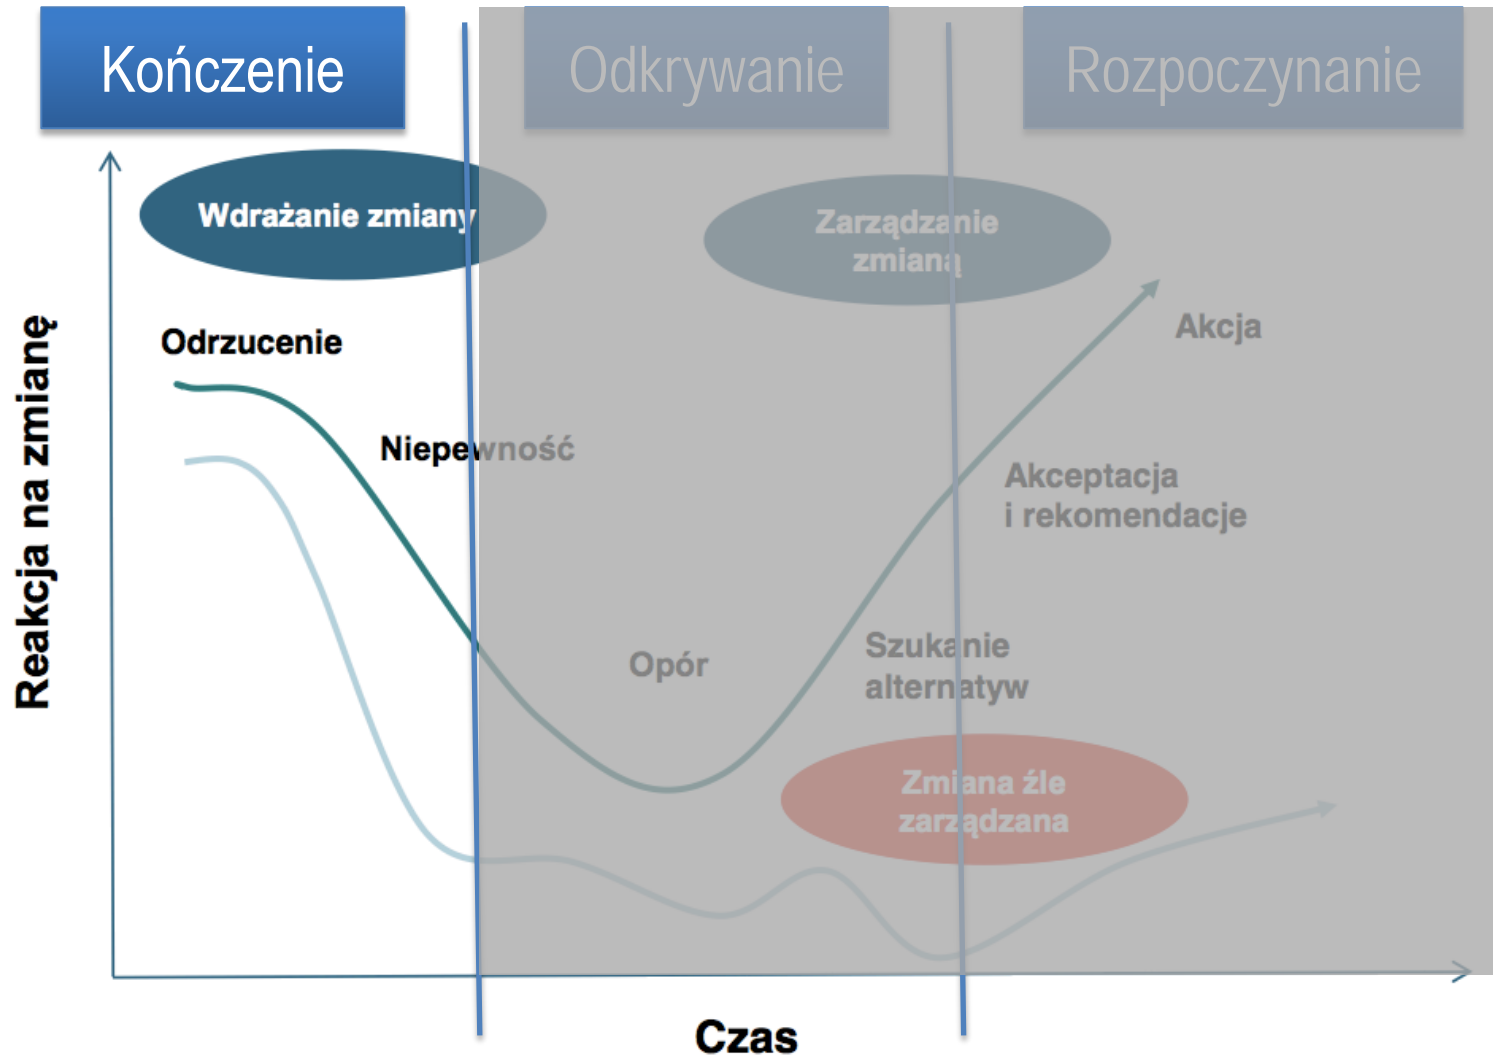 Kończenie
Odkrywanie
Rozpoczynanie
Wdrażanie zmiany
Zarządzanie
zmianą
Odrzucenie
Akcja
Niepewność
Akceptacja
i rekomendacje
Opór
Szukanie
alternatyw
Zmiana źle
zarządzana
Reakcja na zmianę
Czas